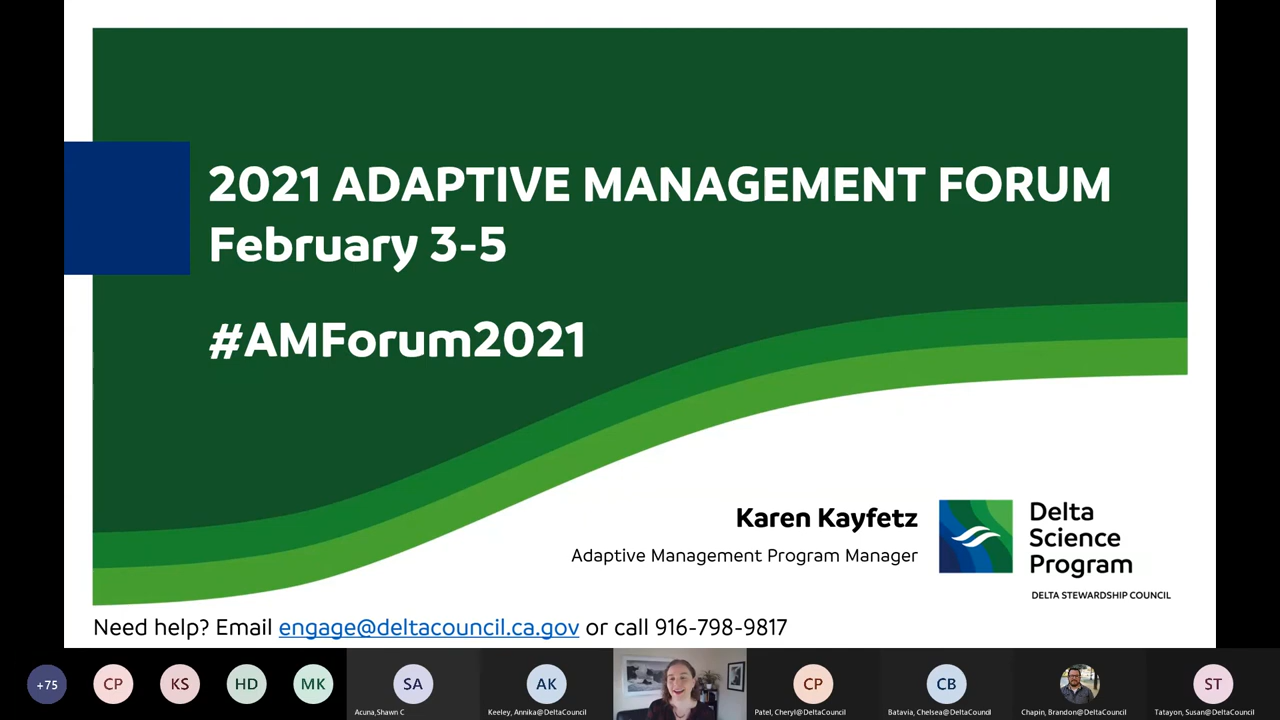 2021 ADAPTIVE MANAGEMENT FORUM
February 3-5
#AMForum2021
Karen Kayfetz
Adaptive Management Program Manager
Delta
Science
Program
DELTA STEWARDSHIP COUNCIL
Need help? Email engage@deltacouncil.ca.gov or call 916-798-9817
+75
CP
KS
HD
MK
SA
AK
CP
CB
ST
Acuna,Shawn C
Keeley, Annika@DeltaCouncil
Patel, Cheryl@DeltaCouncil
Batavia, Chelsea@DeltaCouncil
Chapin, Brandon@DeltaCouncil
Tatayon, Susan@DeltaCouncil